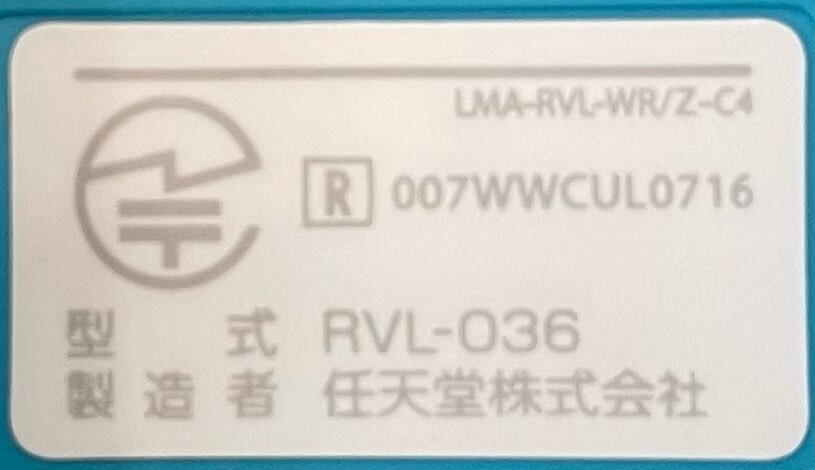 LMA-RVL-WR/Z-C4
R 007WWCUL0716
型式 RVL-036
製造者 任天堂株式会社